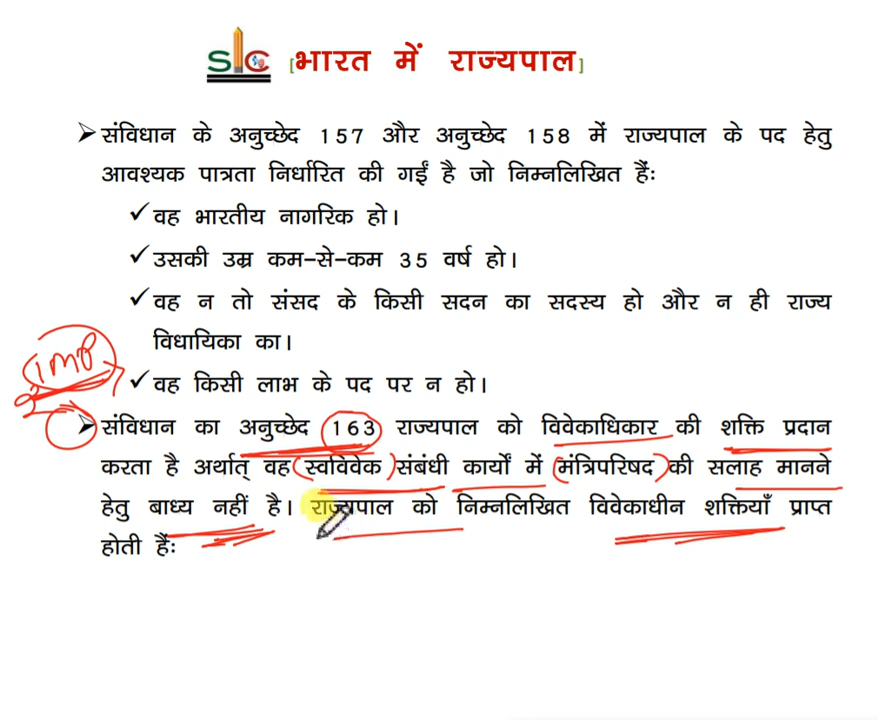 SIC [भारत में राज्यपाल]
संविधान के अनुच्छेद 157 और अनुच्छेद 158 में राज्यपाल के पद हेतु
आवश्यक पात्रता निर्धारित की गईं है जो निम्नलिखित हैंः
वह भारतीय नागरिक हो।
उसकी उम्र कम-से-कम 35 वर्ष हो।
वह न तो संसद के किसी सदन का सदस्य हो और न ही राज्य
विधायिका का।
imp
वह किसी लाभ के पद पर न हो।
संविधान का अनुच्छेद 163 राज्यपाल को विवेकाधिकार की शक्ति प्रदान
करता है अर्थात् वह स्वविवेक संबंधी कार्यों में मंत्रिपरिषद की सलाह मानने
हेतु बाध्य नहीं है। राज्यपाल को निम्नलिखित विवेकाधीन शक्तियाँ प्राप्त
होती हैंः